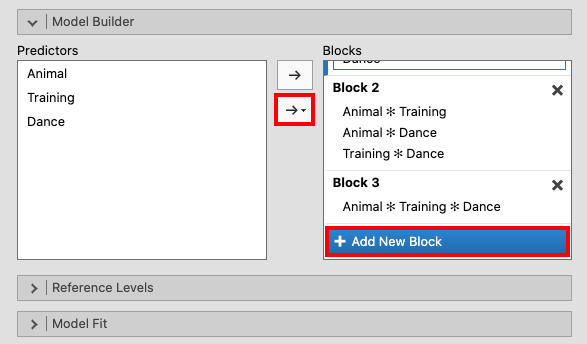 Model Builder
Predictors
Blocks
Animal
Training
Dance
Dance
Block 2
Animal ✻ Training
Animal ✻ Dance
Training ✻ Dance
Block 3
Animal ✻ Training ✻ Dance
+ Add New Block
Reference Levels
Model Fit